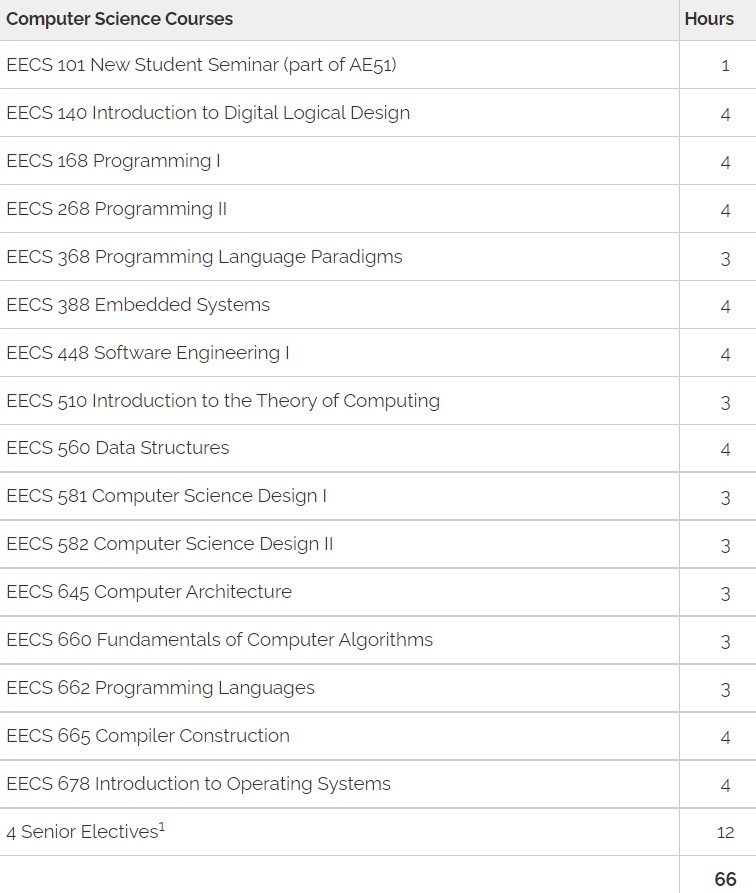 Computer Science Courses Hours
EECS 101 New Student Seminar (part of AE51) 1
EECS 140 Introduction to Digital Logical Design 4
EECS 168 Programming I 4
EECS 268 Programming II 4
EECS 368 Programming Language Paradigms 3
EECS 388 Embedded Systems 4
EECS 448 Software Engineering I 4
EECS 510 Introduction to the Theory of Computing 3
EECS 560 Data Structures 4
EECS 581 Computer Science Design I 3
EECS 582 Computer Science Design II 3
EECS 645 Computer Architecture 3
EECS 660 Fundamentals of Computer Algorithms 3
EECS 662 Programming Languages 3
EECS 665 Compiler Construction 4
EECS 678 Introduction to Operating Systems 4
4 Senior Electives¹ 12
66